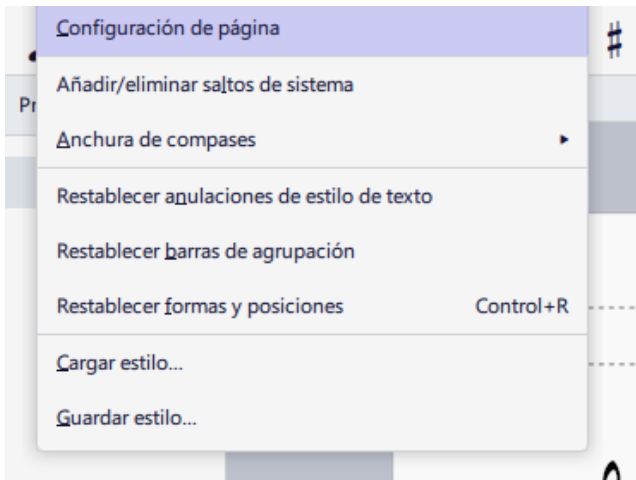 Configuración de página
Añadir/eliminar saltos de sistema
Pr
Anchura de compases
Restablecer anulaciones de estilo de texto
Restablecer barras de agrupación
Restablecer formas y posiciones Control+R
Cargar estilo...
Guardar estilo...